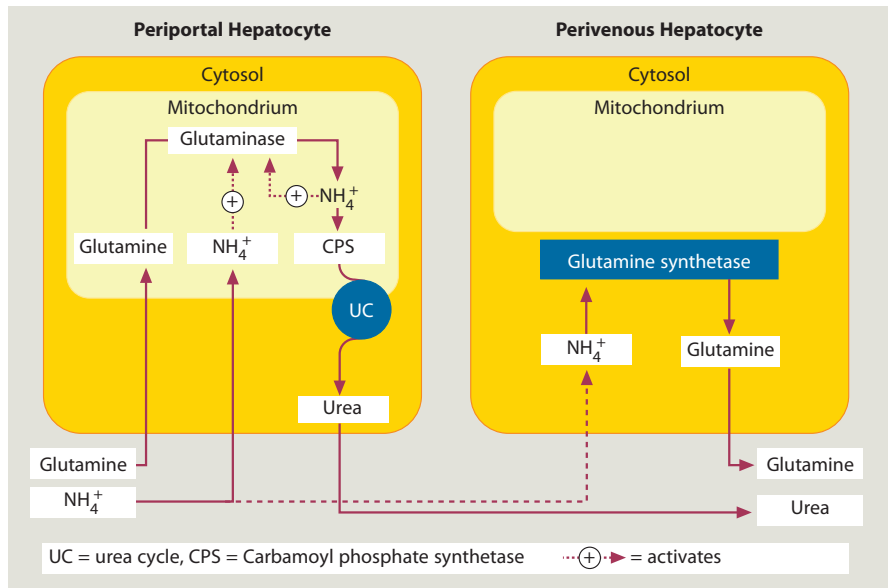 Periportal Hepatocyte
Perivenous Hepatocyte
Cytosol
Mitochondrium
Glutaminase
+
+
NH₄⁺
Glutamine
NH₄⁺
CPS
UC
Urea
Cytosol
Mitochondrium
Glutamine synthetase
NH₄⁺
Glutamine
Glutamine
NH₄⁺
Glutamine
Urea
UC = urea cycle, CPS = Carbamoyl phosphate synthetase + = activates